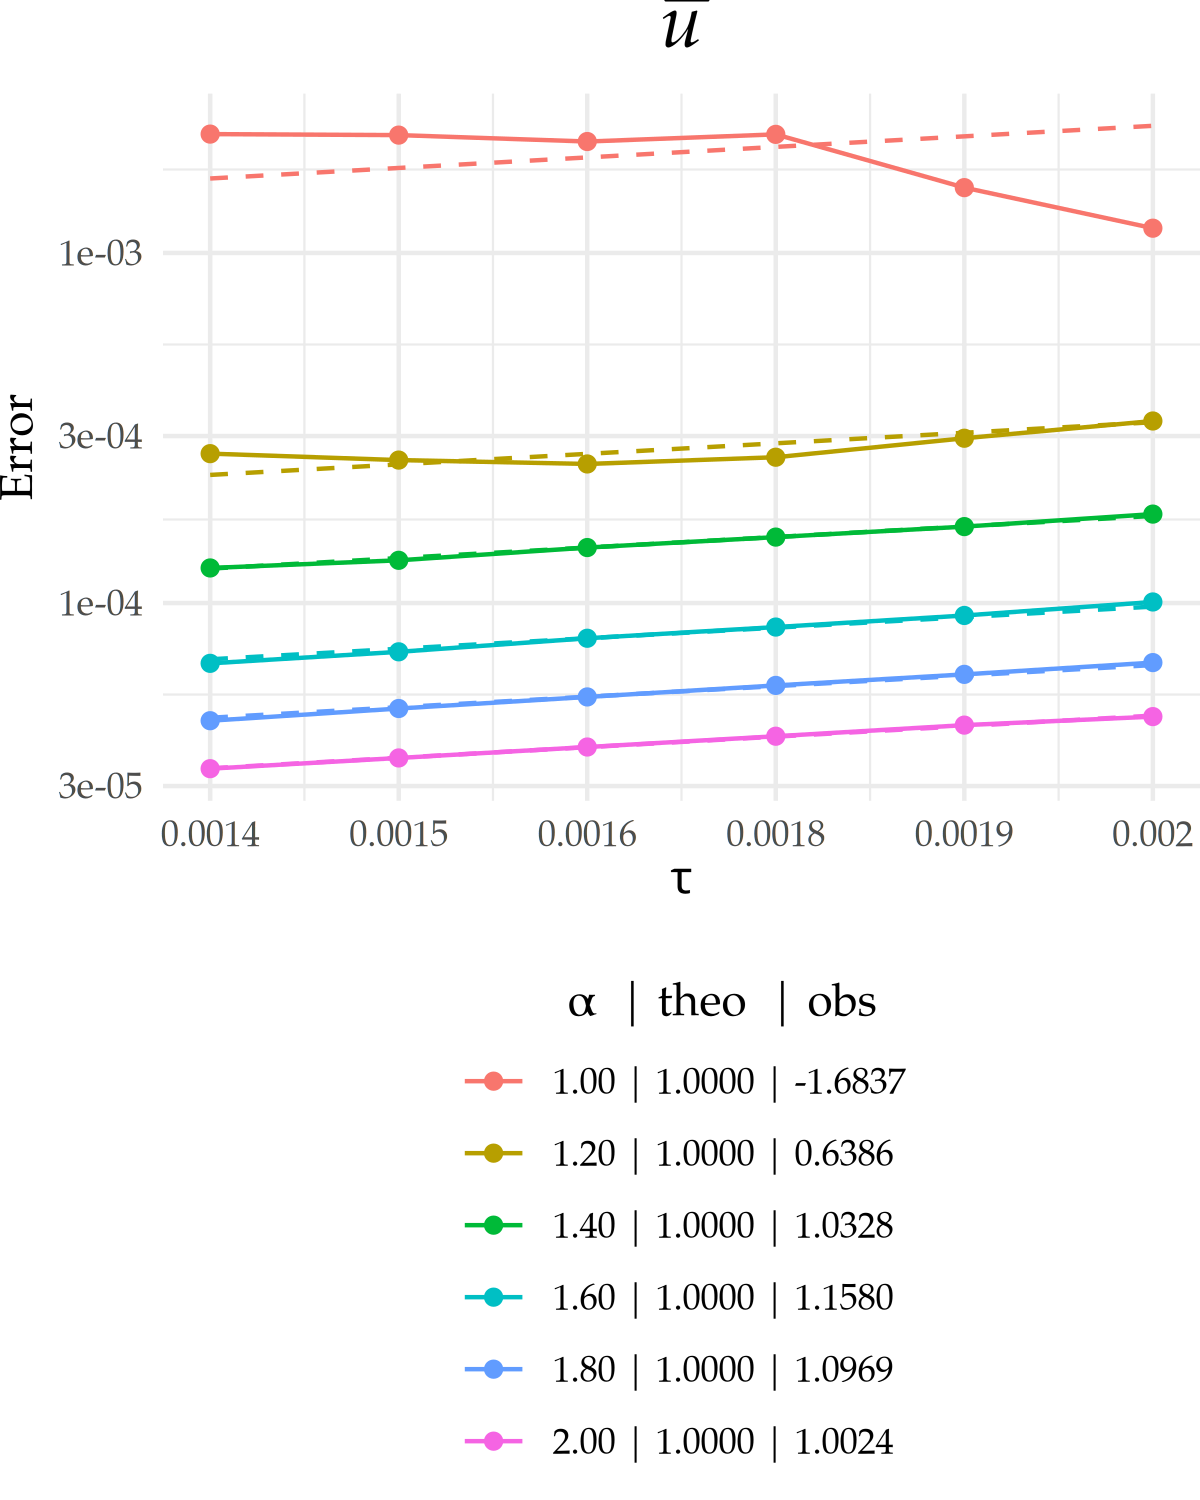 u̅
Error
1e-03
3e-04
1e-04
3e-05
0.0014 0.0015 0.0016 0.0018 0.0019 0.002
τ
α | theo | obs
1.00 | 1.0000 | -1.6837
1.20 | 1.0000 | 0.6386
1.40 | 1.0000 | 1.0328
1.60 | 1.0000 | 1.1580
1.80 | 1.0000 | 1.0969
2.00 | 1.0000 | 1.0024